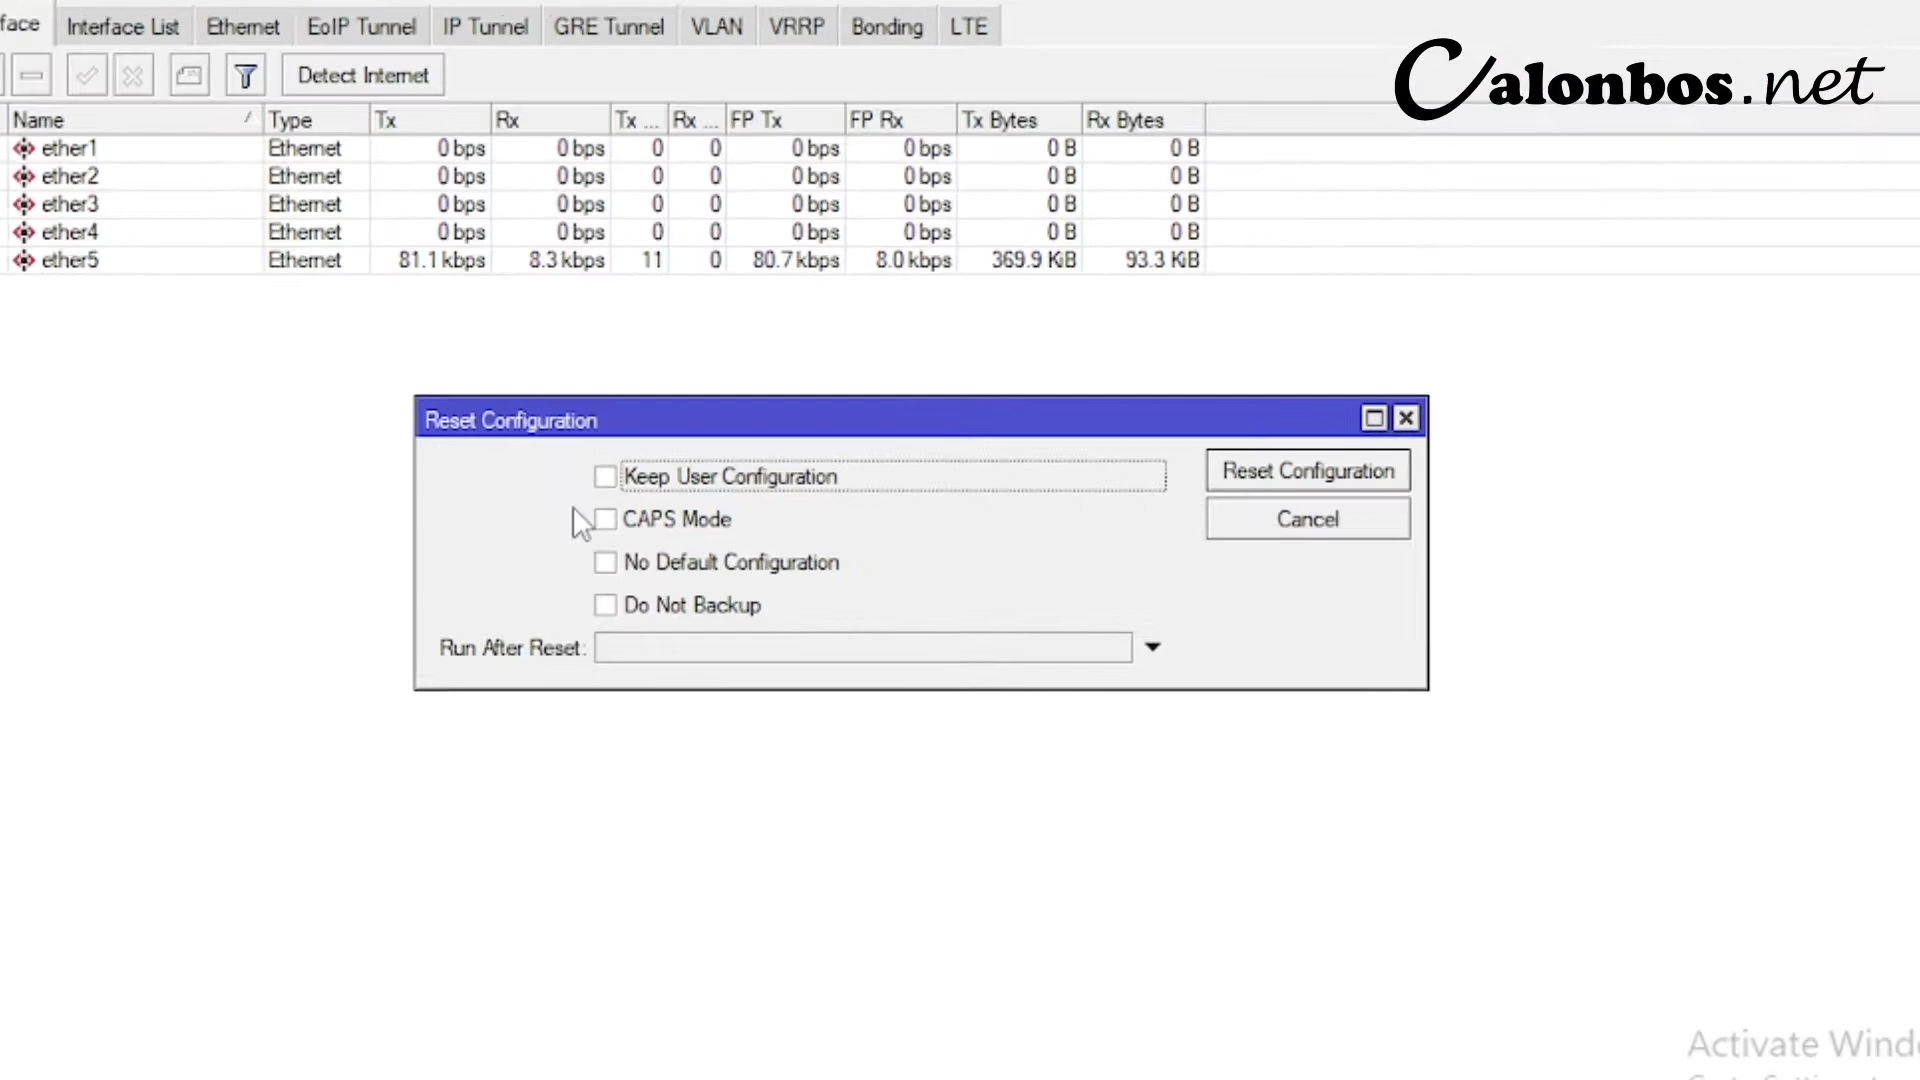 face Interface List Ethernet EoIP Tunnel IP Tunnel GRE Tunnel VLAN VRRP Bonding LTE
Detect Internet
Calonbos.net
Name Type Tx Rx Tx ... Rx ... FP Tx FP Rx Tx Bytes Rx Bytes
ether1 Ethernet 0 bps 0 bps 0 0 0 bps 0 bps 0 B 0 B
ether2 Ethernet 0 bps 0 bps 0 0 0 bps 0 bps 0 B 0 B
ether3 Ethernet 0 bps 0 bps 0 0 0 bps 0 bps 0 B 0 B
ether4 Ethernet 0 bps 0 bps 0 0 0 bps 0 bps 0 B 0 B
ether5 Ethernet 81.1 kbps 8.3 kbps 11 0 80.7 kbps 8.0 kbps 369.9 KiB 93.3 KiB
Reset Configuration
Keep User Configuration
Reset Configuration
CAPS Mode
Cancel
No Default Configuration
Do Not Backup
Run After Reset:
Activate Wind